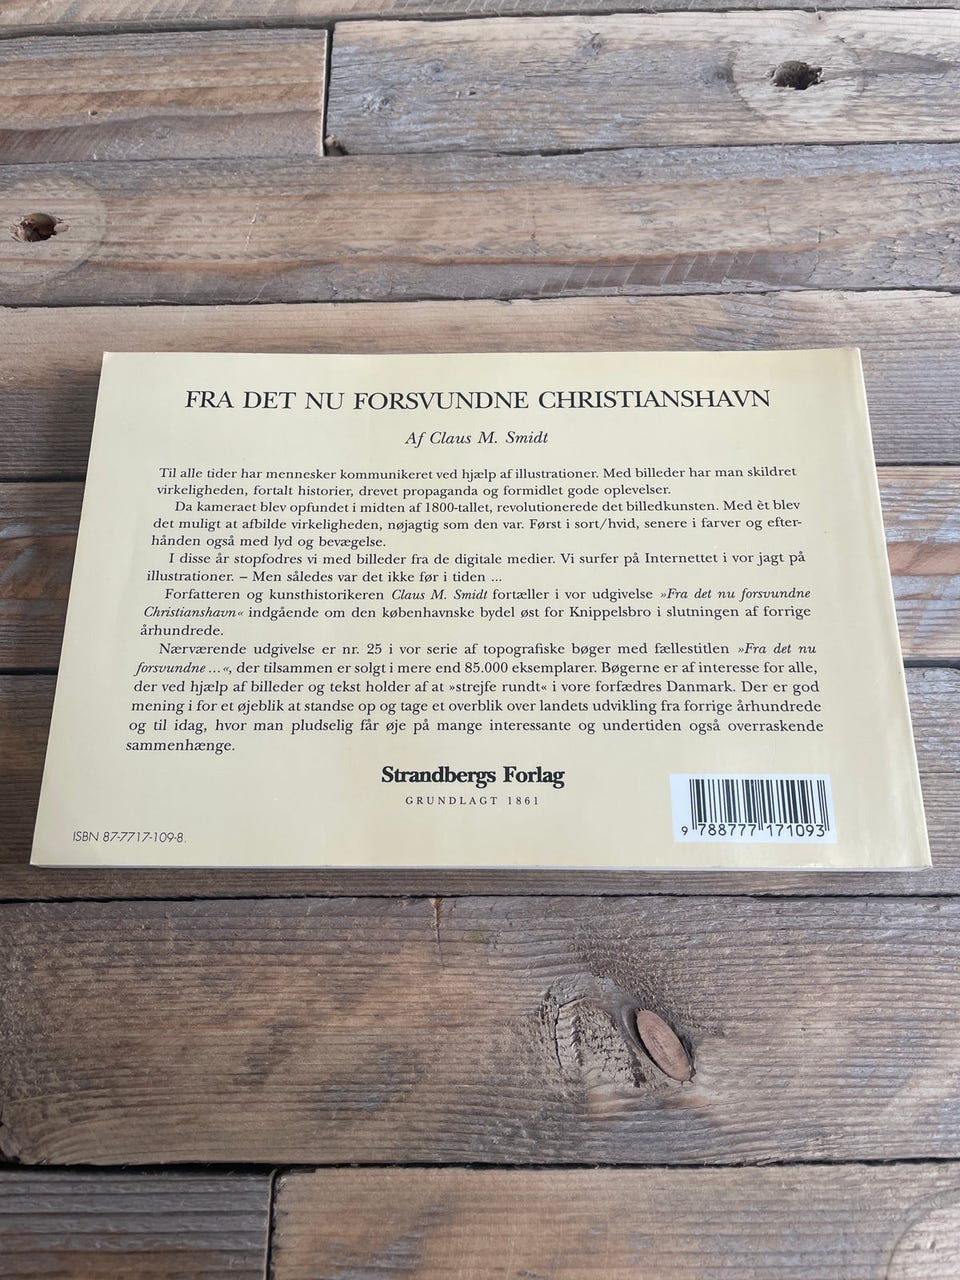 FRA DET NU FORSVUNDNE CHRISTIANSHAVN
Af Claus M. Smidt
Til alle tider har mennesker kommunikeret ved hjælp af illustrationer. Med billeder har man skildret
virkeligheden, fortalt historier, drevet propaganda og formidlet gode oplevelser.
Da kameraet blev opfundet i midten af 1800-tallet, revolutionerede det billedkunsten. Med èt blev
det muligt at afbilde virkeligheden, nøjagtig som den var. Først i sort/hvid, senere i farver og efter-
hånden også med lyd og bevægelse.
I disse år stopfodres vi med billeder fra de digitale medier. Vi surfer på Internettet i vor jagt på
illustrationer. – Men således var det ikke før i tiden ...
Forfatteren og kunsthistorikeren Claus M. Smidt fortæller i vor udgivelse »Fra det nu forsvundne
Christianshavn« indgående om den københavnske bydel øst for Knippelsbro i slutningen af forrige
århundrede.
Nærværende udgivelse er nr. 25 i vor serie af topografiske bøger med fællestitlen »Fra det nu
forsvundne ...«, der tilsammen er solgt i mere end 85.000 eksemplarer. Bøgerne er af interesse for alle,
der ved hjælp af billeder og tekst holder af at »strejfe rundt« i vore forfædres Danmark. Der er god
mening i for et øjeblik at standse op og tage et overblik over landets udvikling fra forrige århundrede
og til idag, hvor man pludselig får øje på mange interessante og undertiden også overraskende
sammenhænge.
Strandbergs Forlag
GRUNDLAGT 1861
ISBN 87-7717-109-8.
9 788777 171093